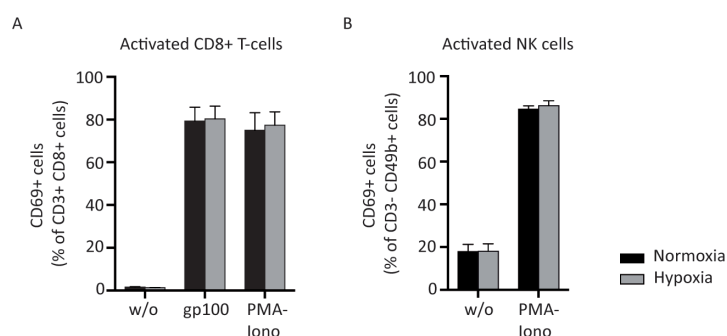 A
Activated CD8+ T-cells
CD69+ cells
(% of CD3+ CD8+ cells)
100
80
60
40
20
0
w/o gp100 PMA-
Iono
B
Activated NK cells
CD69+ cells
(% of CD3- CD49b+ cells)
100
80
60
40
20
0
w/o PMA-
Iono
Normoxia
Hypoxia